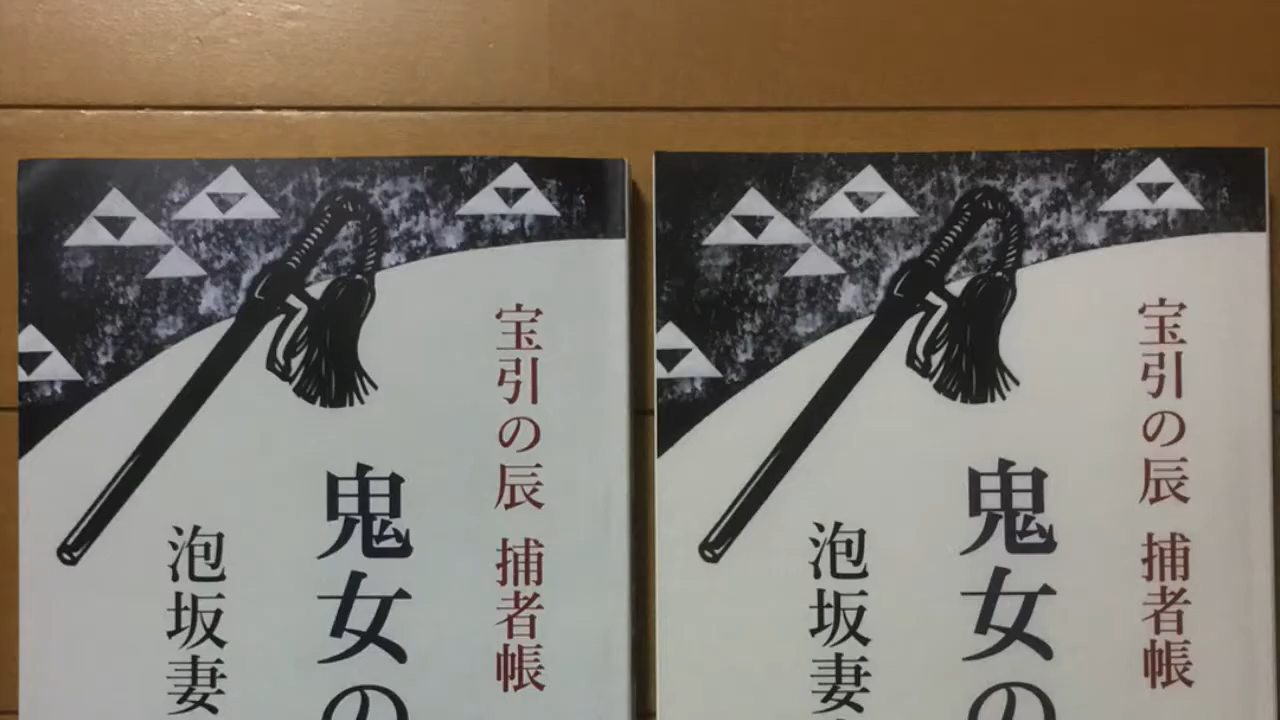 宝引の辰 捕者帳
鬼女の
泡坂妻
宝引の辰 捕者帳
鬼女の
泡坂妻